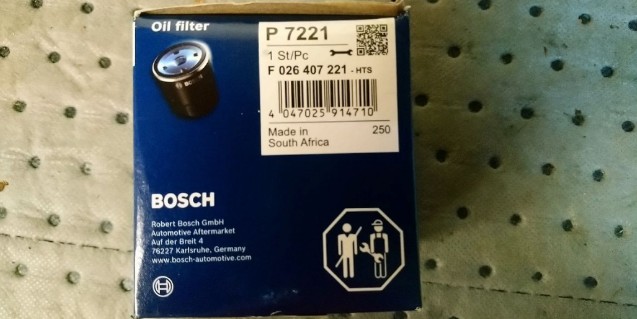 Oil filter
P 7221
1 St/Pc
F 026 407 221 - HTS
4 047025 914710
Made in 250
South Africa
BOSCH
BOSCH
Robert Bosch GmbH
Automotive Aftermarket
Auf der Breit 4
76227 Karlsruhe, Germany
www.bosch-automotive.com